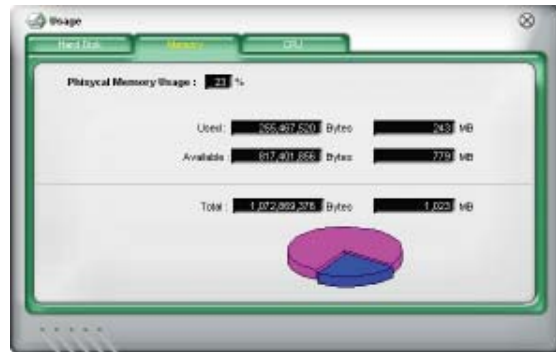 Usage
Hard Disk Memory CPU
Phisycal Memory Usage : 23 %
Used : 255,467,520 Bytes 243 MB
Available : 817,401,856 Bytes 779 MB
Total : 1,072,869,376 Bytes 1,023 MB